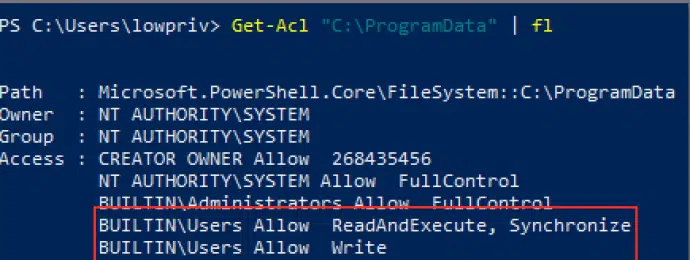 PS C:\Users\lowpriv> Get-Acl "C:\ProgramData" | fl
Path   : Microsoft.PowerShell.Core\FileSystem::C:\ProgramData
Owner  : NT AUTHORITY\SYSTEM
Group  : NT AUTHORITY\SYSTEM
Access : CREATOR OWNER Allow  268435456
NT AUTHORITY\SYSTEM Allow  FullControl
BUILTIN\Administrators Allow  FullControl
BUILTIN\Users Allow  ReadAndExecute, Synchronize
BUILTIN\Users Allow  Write